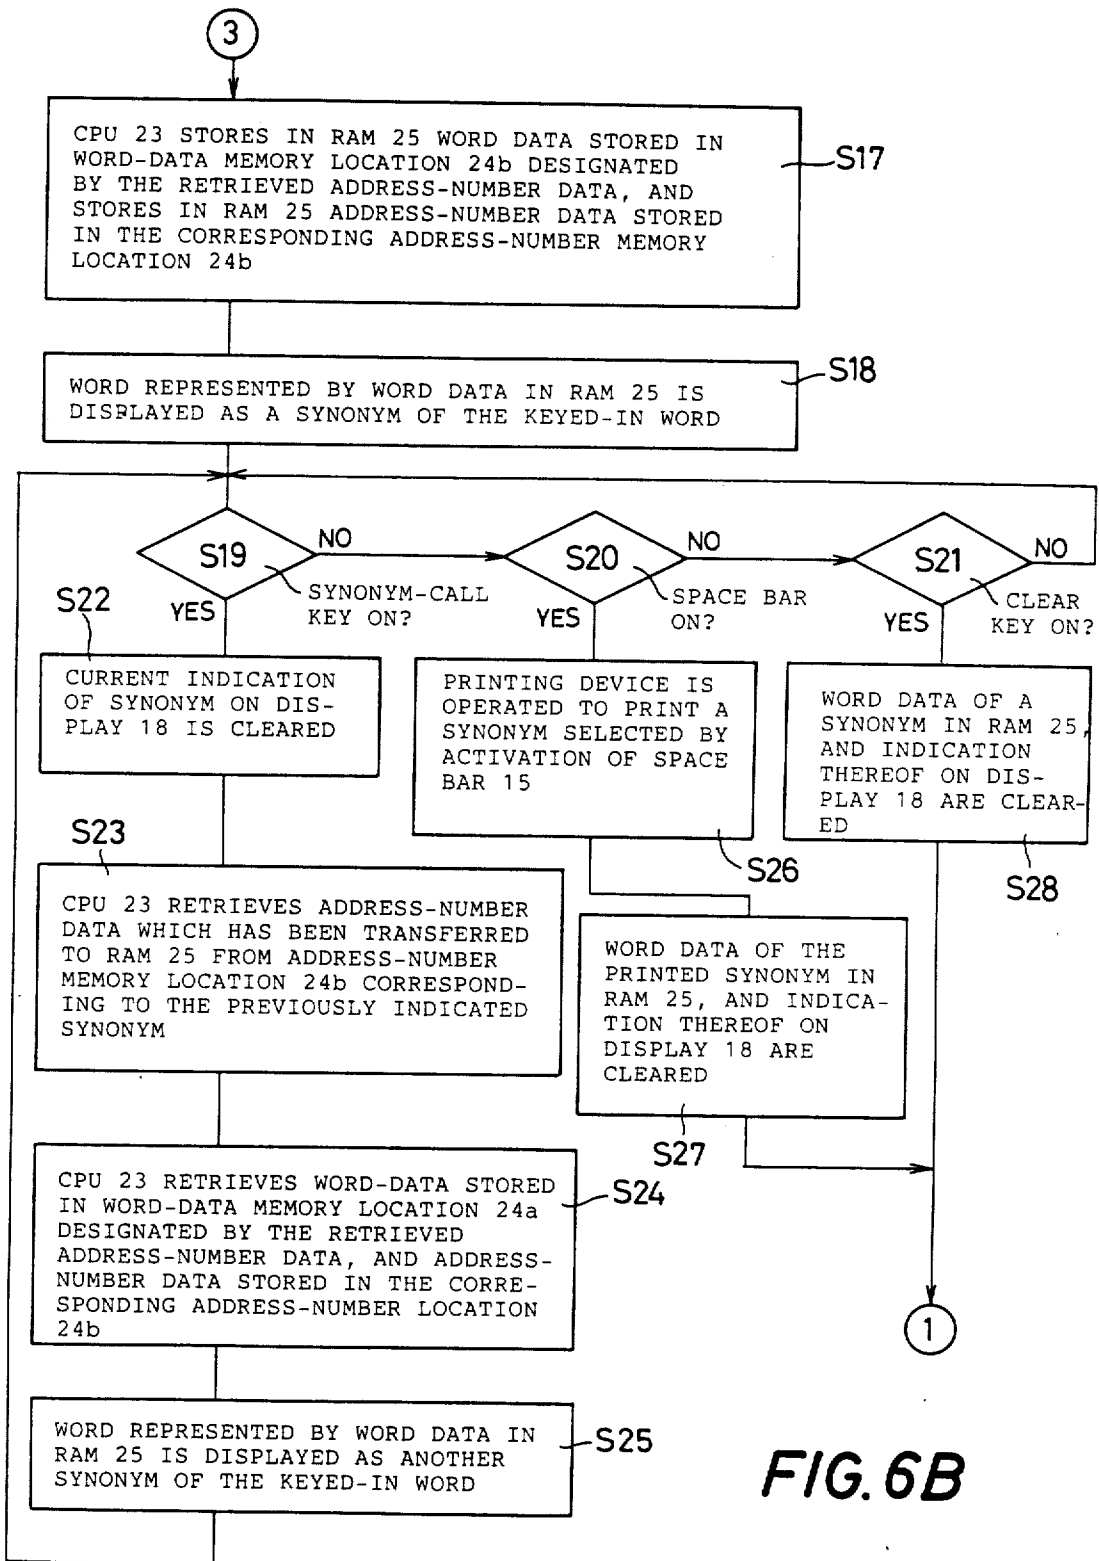 3
CPU 23 STORES IN RAM 25 WORD DATA STORED IN
WORD-DATA MEMORY LOCATION 24b DESIGNATED
BY THE RETRIEVED ADDRESS-NUMBER DATA, AND
STORES IN RAM 25 ADDRESS-NUMBER DATA STORED
IN THE CORRESPONDING ADDRESS-NUMBER MEMORY
LOCATION 24b
S17
WORD REPRESENTED BY WORD DATA IN RAM 25 IS
DISPLAYED AS A SYNONYM OF THE KEYED-IN WORD
S18
S19
NO
SYNONYM-CALL
KEY ON?
YES
S20
NO
SPACE BAR
ON?
YES
S21
NO
CLEAR
KEY ON?
YES
S22
CURRENT INDICATION
OF SYNONYM ON DIS-
PLAY 18 IS CLEARED
PRINTING DEVICE IS
OPERATED TO PRINT A
SYNONYM SELECTED BY
ACTIVATION OF SPACE
BAR 15
S26
WORD DATA OF A
SYNONYM IN RAM 25,
AND INDICATION
THEREOF ON DIS-
PLAY 18 ARE CLEAR-
ED
S28
S23
CPU 23 RETRIEVES ADDRESS-NUMBER
DATA WHICH HAS BEEN TRANSFERRED
TO RAM 25 FROM ADDRESS-NUMBER
MEMORY LOCATION 24b CORRESPOND-
ING TO THE PREVIOUSLY INDICATED
SYNONYM
WORD DATA OF THE
PRINTED SYNONYM IN
RAM 25, AND INDICA-
TION THEREOF ON
DISPLAY 18 ARE
CLEARED
S27
CPU 23 RETRIEVES WORD-DATA STORED
IN WORD-DATA MEMORY LOCATION 24a
DESIGNATED BY THE RETRIEVED
ADDRESS-NUMBER DATA, AND ADDRESS-
NUMBER DATA STORED IN THE CORRE-
SPONDING ADDRESS-NUMBER LOCATION
24b
S24
1
WORD REPRESENTED BY WORD DATA IN
RAM 25 IS DISPLAYED AS ANOTHER
SYNONYM OF THE KEYED-IN WORD
S25
FIG. 6B